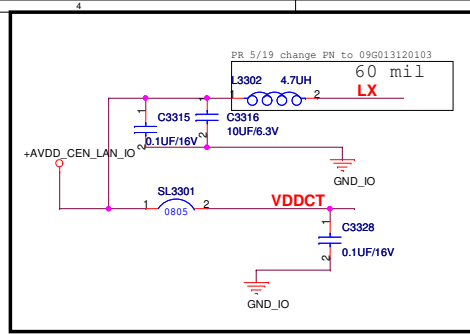 4
PR 5/19 change PN to 09G013120103
60 mil
L3302 4.7UH
1 2 LX
1 C3315 1 C3316
2 0.1UF/16V 2 10UF/6.3V
+AVDD_CEN_LAN_IO
GND_IO
SL3301
1 0805 2
VDDCT
1 C3328
2 0.1UF/16V
GND_IO